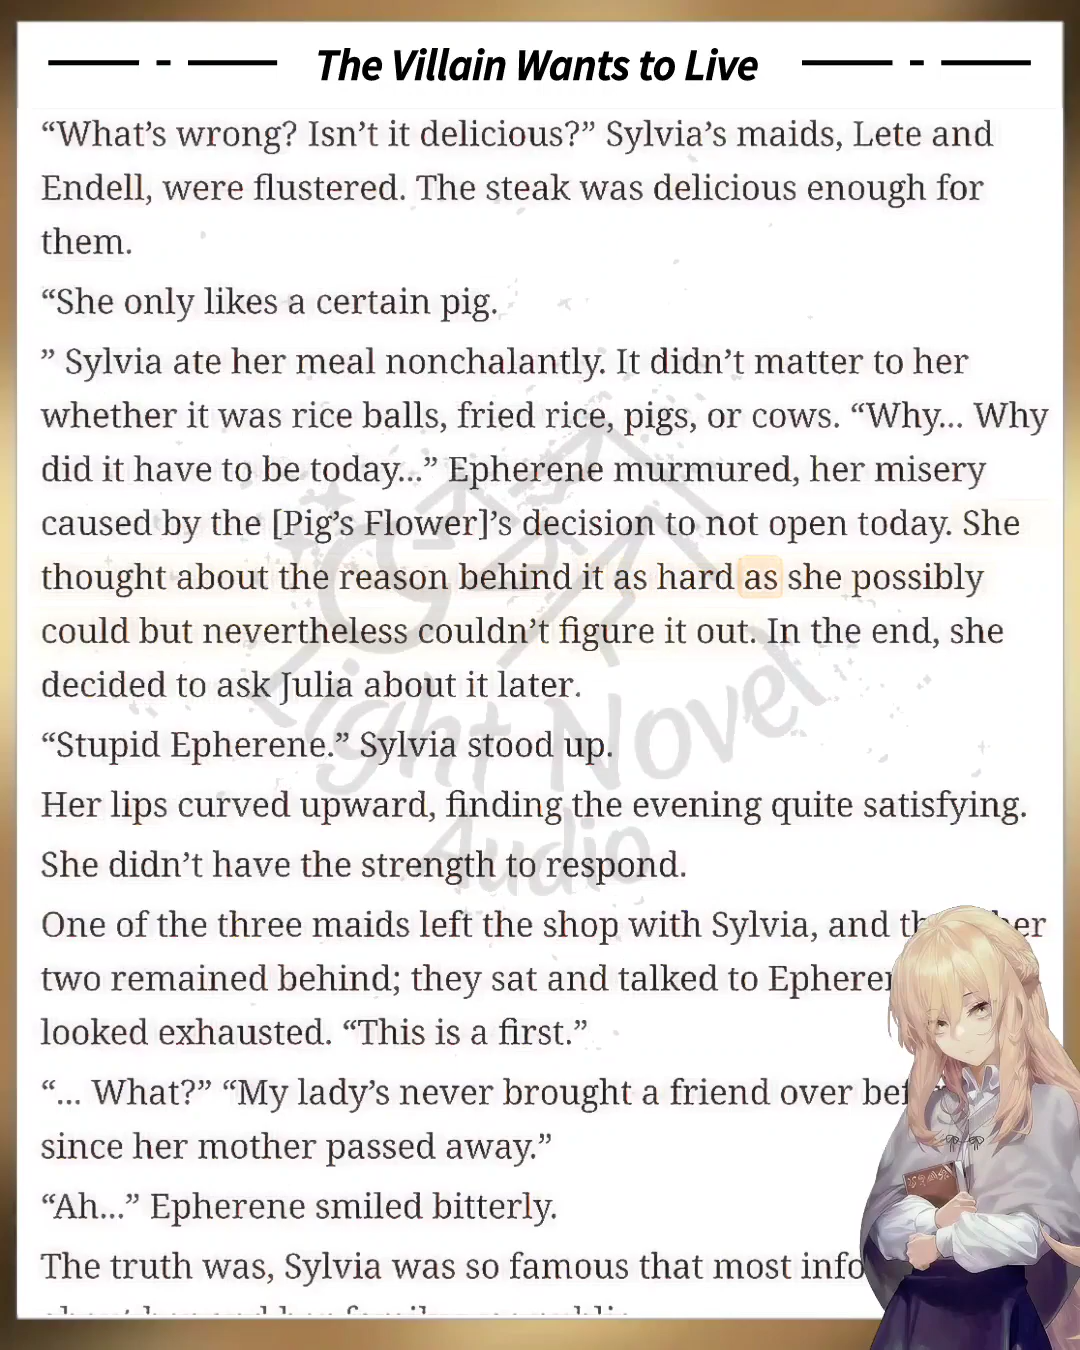 The Villain Wants to Live
“What’s wrong? Isn’t it delicious?” Sylvia’s maids, Lete and
Endell, were flustered. The steak was delicious enough for
them.
“She only likes a certain pig.
” Sylvia ate her meal nonchalantly. It didn’t matter to her
whether it was rice balls, fried rice, pigs, or cows. “Why... Why
did it have to be today...” Epherene murmured, her misery
caused by the [Pig’s Flower]’s decision to not open today. She
thought about the reason behind it as hard as she possibly
could but nevertheless couldn’t figure it out. In the end, she
decided to ask Julia about it later.
“Stupid Epherene.” Sylvia stood up.
Her lips curved upward, finding the evening quite satisfying.
She didn’t have the strength to respond.
One of the three maids left the shop with Sylvia, and
two remained behind; they sat and talked to
looked exhausted. “This is a first.”
“... What?” “My lady’s never brought a friend over
since her mother passed away.”
“Ah...” Epherene smiled bitterly.
The truth was, Sylvia was so famous that most
Light Novel
Audio